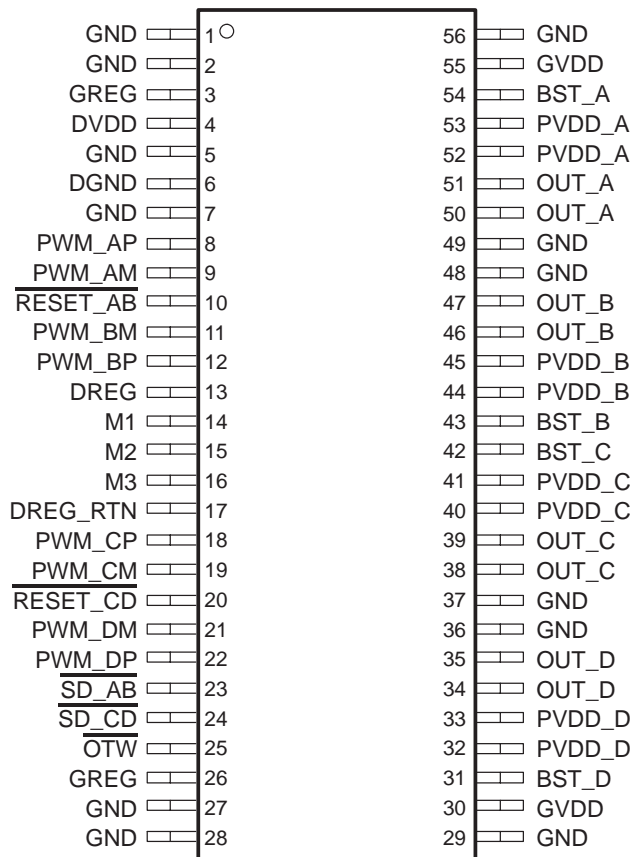 GND 1 56 GND
GND 2 55 GVDD
GREG 3 54 BST_A
DVDD 4 53 PVDD_A
GND 5 52 PVDD_A
DGND 6 51 OUT_A
GND 7 50 OUT_A
PWM_AP 8 49 GND
PWM_AM 9 48 GND
RESET_AB 10 47 OUT_B
PWM_BM 11 46 OUT_B
PWM_BP 12 45 PVDD_B
DREG 13 44 PVDD_B
M1 14 43 BST_B
M2 15 42 BST_C
M3 16 41 PVDD_C
DREG_RTN 17 40 PVDD_C
PWM_CP 18 39 OUT_C
PWM_CM 19 38 OUT_C
RESET_CD 20 37 GND
PWM_DM 21 36 GND
PWM_DP 22 35 OUT_D
SD_AB 23 34 OUT_D
SD_CD 24 33 PVDD_D
OTW 25 32 PVDD_D
GREG 26 31 BST_D
GND 27 30 GVDD
GND 28 29 GND